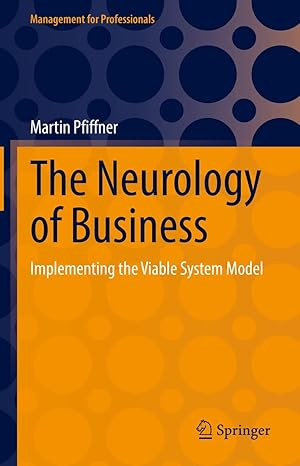 Management for Professionals
Martin Pfiffner
The Neurology
of Business
Implementing the Viable System Model
Springer